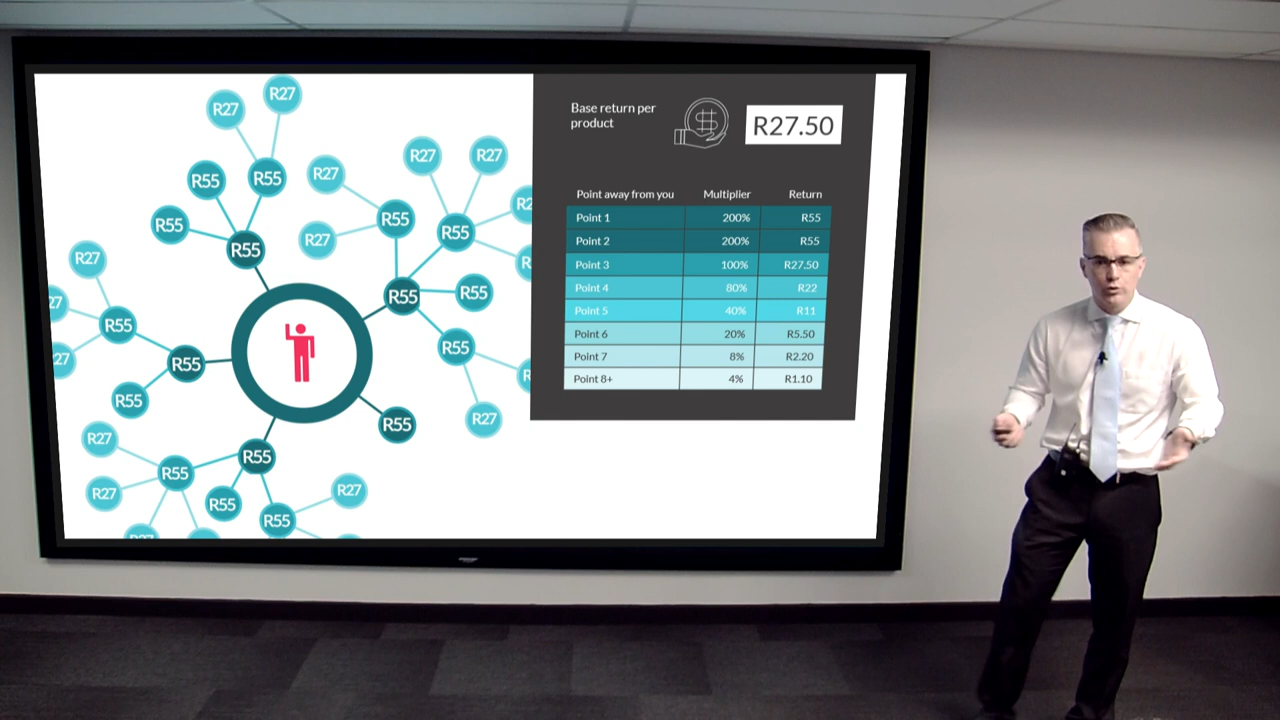 R27
R27
R55
R55
R55
R55
R27
R27
R55
R27
R27
R55
R55
R55
R55
R27
R27
R55
R55
R55
R55
R27
R27
R55
R55
R55
R55
R27
R27
Base return per
product
R27.50
Point away from you Multiplier Return
Point 1 200% R55
Point 2 200% R55
Point 3 100% R27.50
Point 4 80% R22
Point 5 40% R11
Point 6 20% R5.50
Point 7 8% R2.20
Point 8+ 4% R1.10